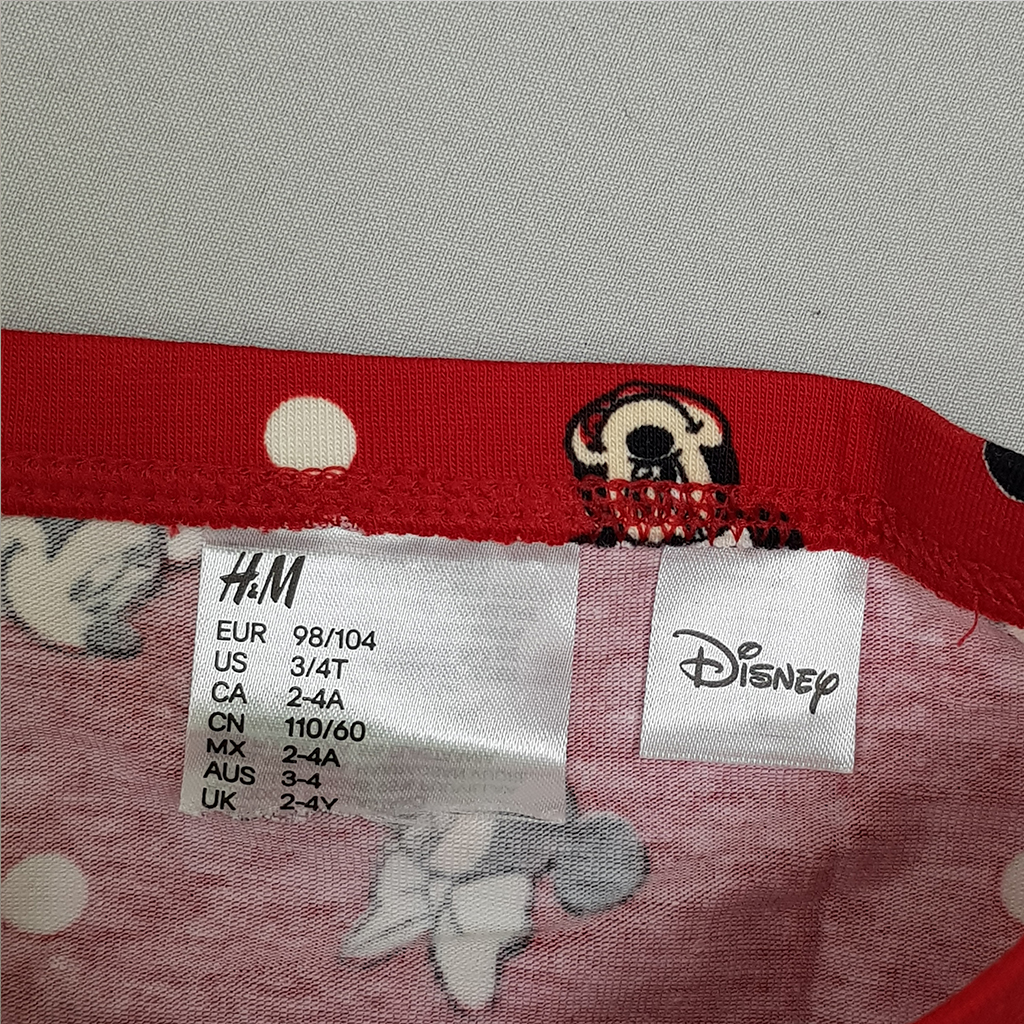 H&M
EUR 98/104
US 3/4T
CA 2-4A
CN 110/60
MX 2-4A
AUS 3-4
UK 2-4Y
Disney